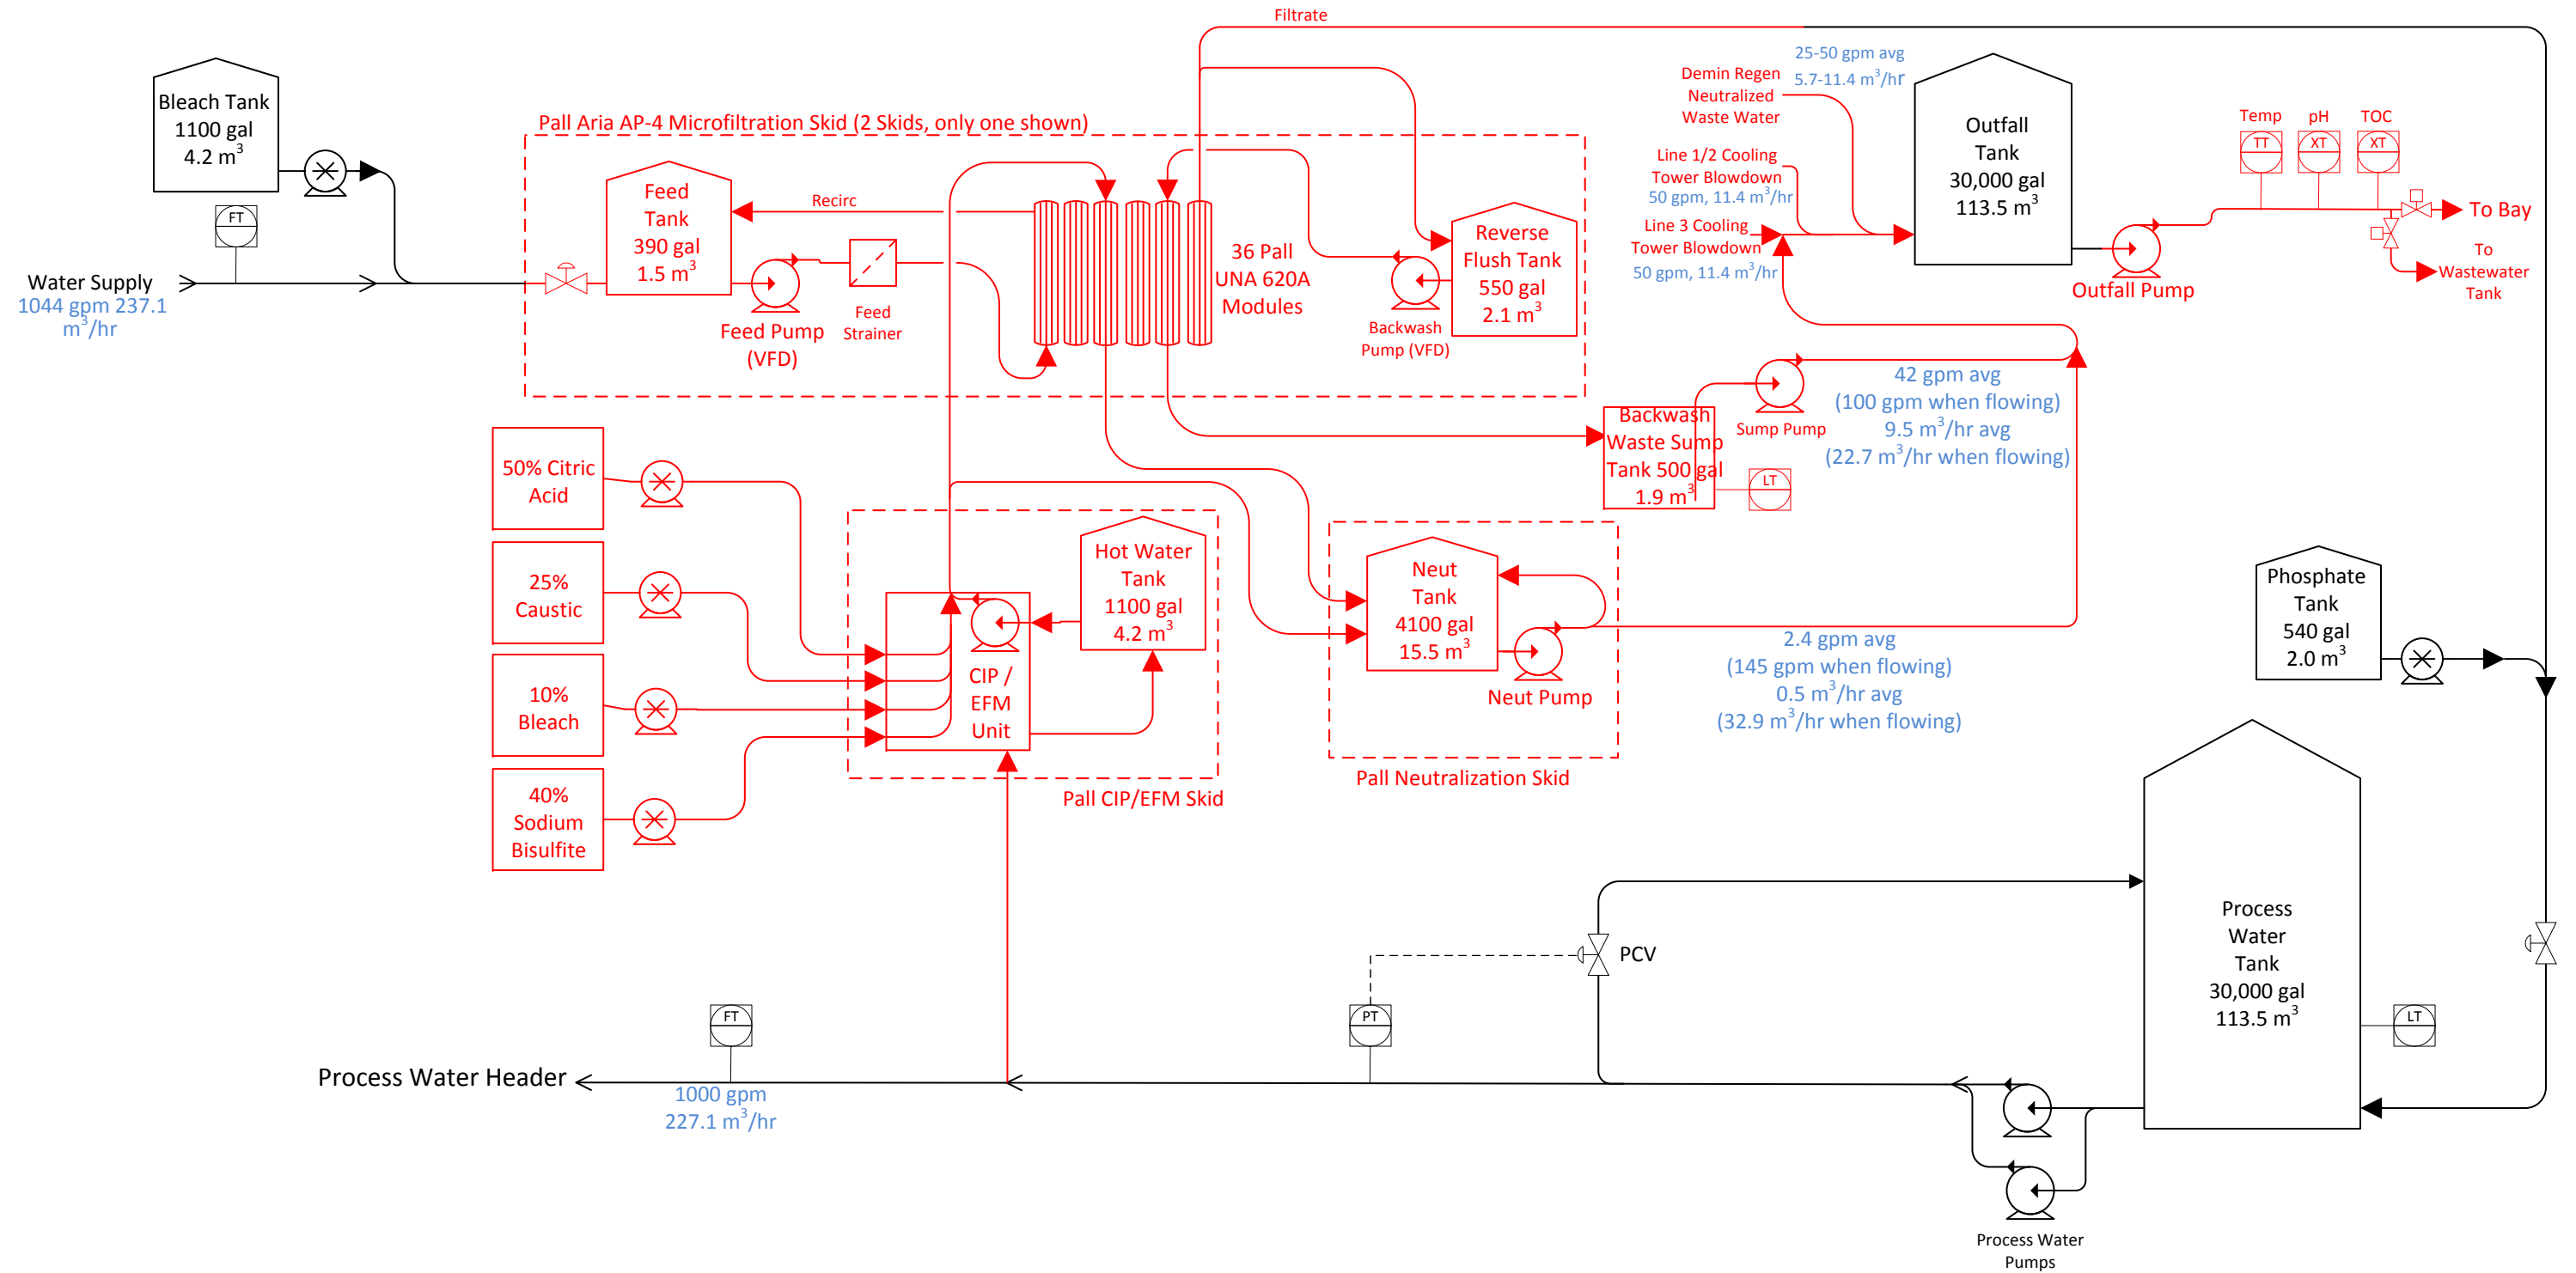 Filtrate
25-50 gpm avg
5.7-11.4 m³/hr
Demin Regen
Neutralized
Waste Water
Bleach Tank
1100 gal
4.2 m³
FT
Water Supply
1044 gpm 237.1
m³/hr
Pall Aria AP-4 Microfiltration Skid (2 Skids, only one shown)
Feed
Tank
390 gal
1.5 m³
Recirc
Feed Pump
(VFD)
Feed
Strainer
36 Pall
UNA 620A
Modules
Backwash
Pump (VFD)
Reverse
Flush Tank
550 gal
2.1 m³
Line 1/2 Cooling
Tower Blowdown
50 gpm, 11.4 m³/hr
Line 3 Cooling
Tower Blowdown
50 gpm, 11.4 m³/hr
Outfall
Tank
30,000 gal
113.5 m³
Outfall Pump
Temp
pH
TOC
TT
XT
XT
To Bay
To
Wastewater
Tank
Backwash
Waste Sump
Tank 500 gal
1.9 m³
LT
Sump Pump
42 gpm avg
(100 gpm when flowing)
9.5 m³/hr avg
(22.7 m³/hr when flowing)
50% Citric
Acid
25%
Caustic
10%
Bleach
40%
Sodium
Bisulfite
CIP /
EFM
Unit
Hot Water
Tank
1100 gal
4.2 m³
Pall CIP/EFM Skid
Neut
Tank
4100 gal
15.5 m³
Neut Pump
Pall Neutralization Skid
2.4 gpm avg
(145 gpm when flowing)
0.5 m³/hr avg
(32.9 m³/hr when flowing)
Phosphate
Tank
540 gal
2.0 m³
Process
Water
Tank
30,000 gal
113.5 m³
LT
PCV
PT
FT
Process Water Header
1000 gpm
227.1 m³/hr
Process Water
Pumps